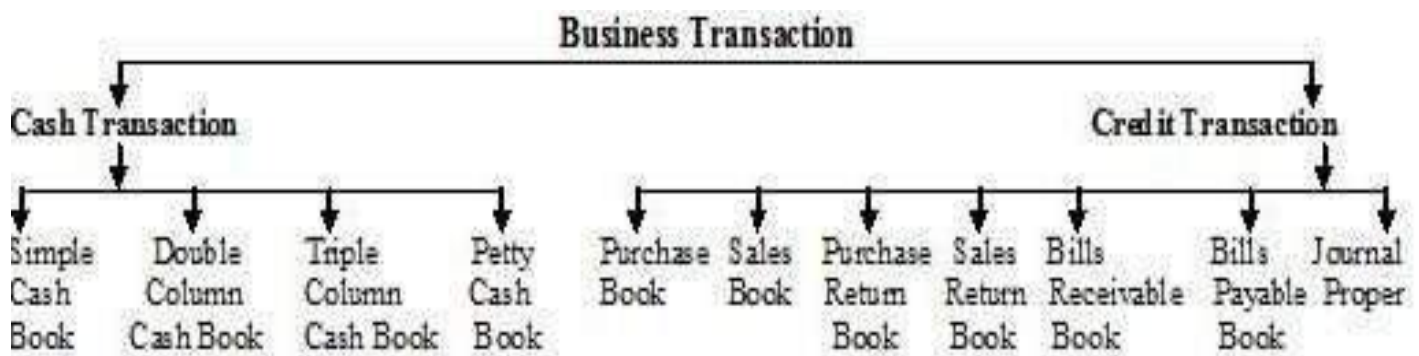 Business Transaction
Cash Transaction
Credit Transaction
Simple
Cash
Book
Double
Column
Cash Book
Triple
Column
Cash Book
Petty
Cash
Book
Purchase
Book
Sales
Book
Purchase
Return
Book
Sales
Return
Book
Bills
Receivable
Book
Bills
Payable
Book
Journal
Proper